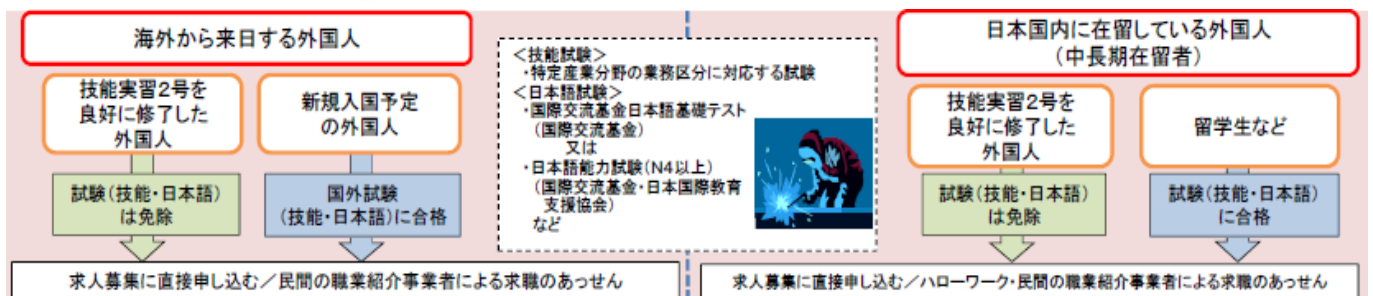 海外から来日する外国人
技能実習2号を
良好に修了した
外国人
新規入国予定
の外国人
試験(技能・日本語)
は免除
国外試験
(技能・日本語)に合格
求人募集に直接申し込む/民間の職業紹介事業者による求職のあっせん
<技能試験>
・特定産業分野の業務区分に対応する試験
<日本語試験>
・国際交流基金日本語基礎テスト
(国際交流基金)
又は
・日本語能力試験(N4以上)
(国際交流基金・日本国際教育
支援協会)
など
日本国内に在留している外国人
(中長期在留者)
技能実習2号を
良好に修了した
外国人
留学生など
試験(技能・日本語)
は免除
試験(技能・日本語)
に合格
求人募集に直接申し込む/ハローワーク・民間の職業紹介事業者による求職のあっせん